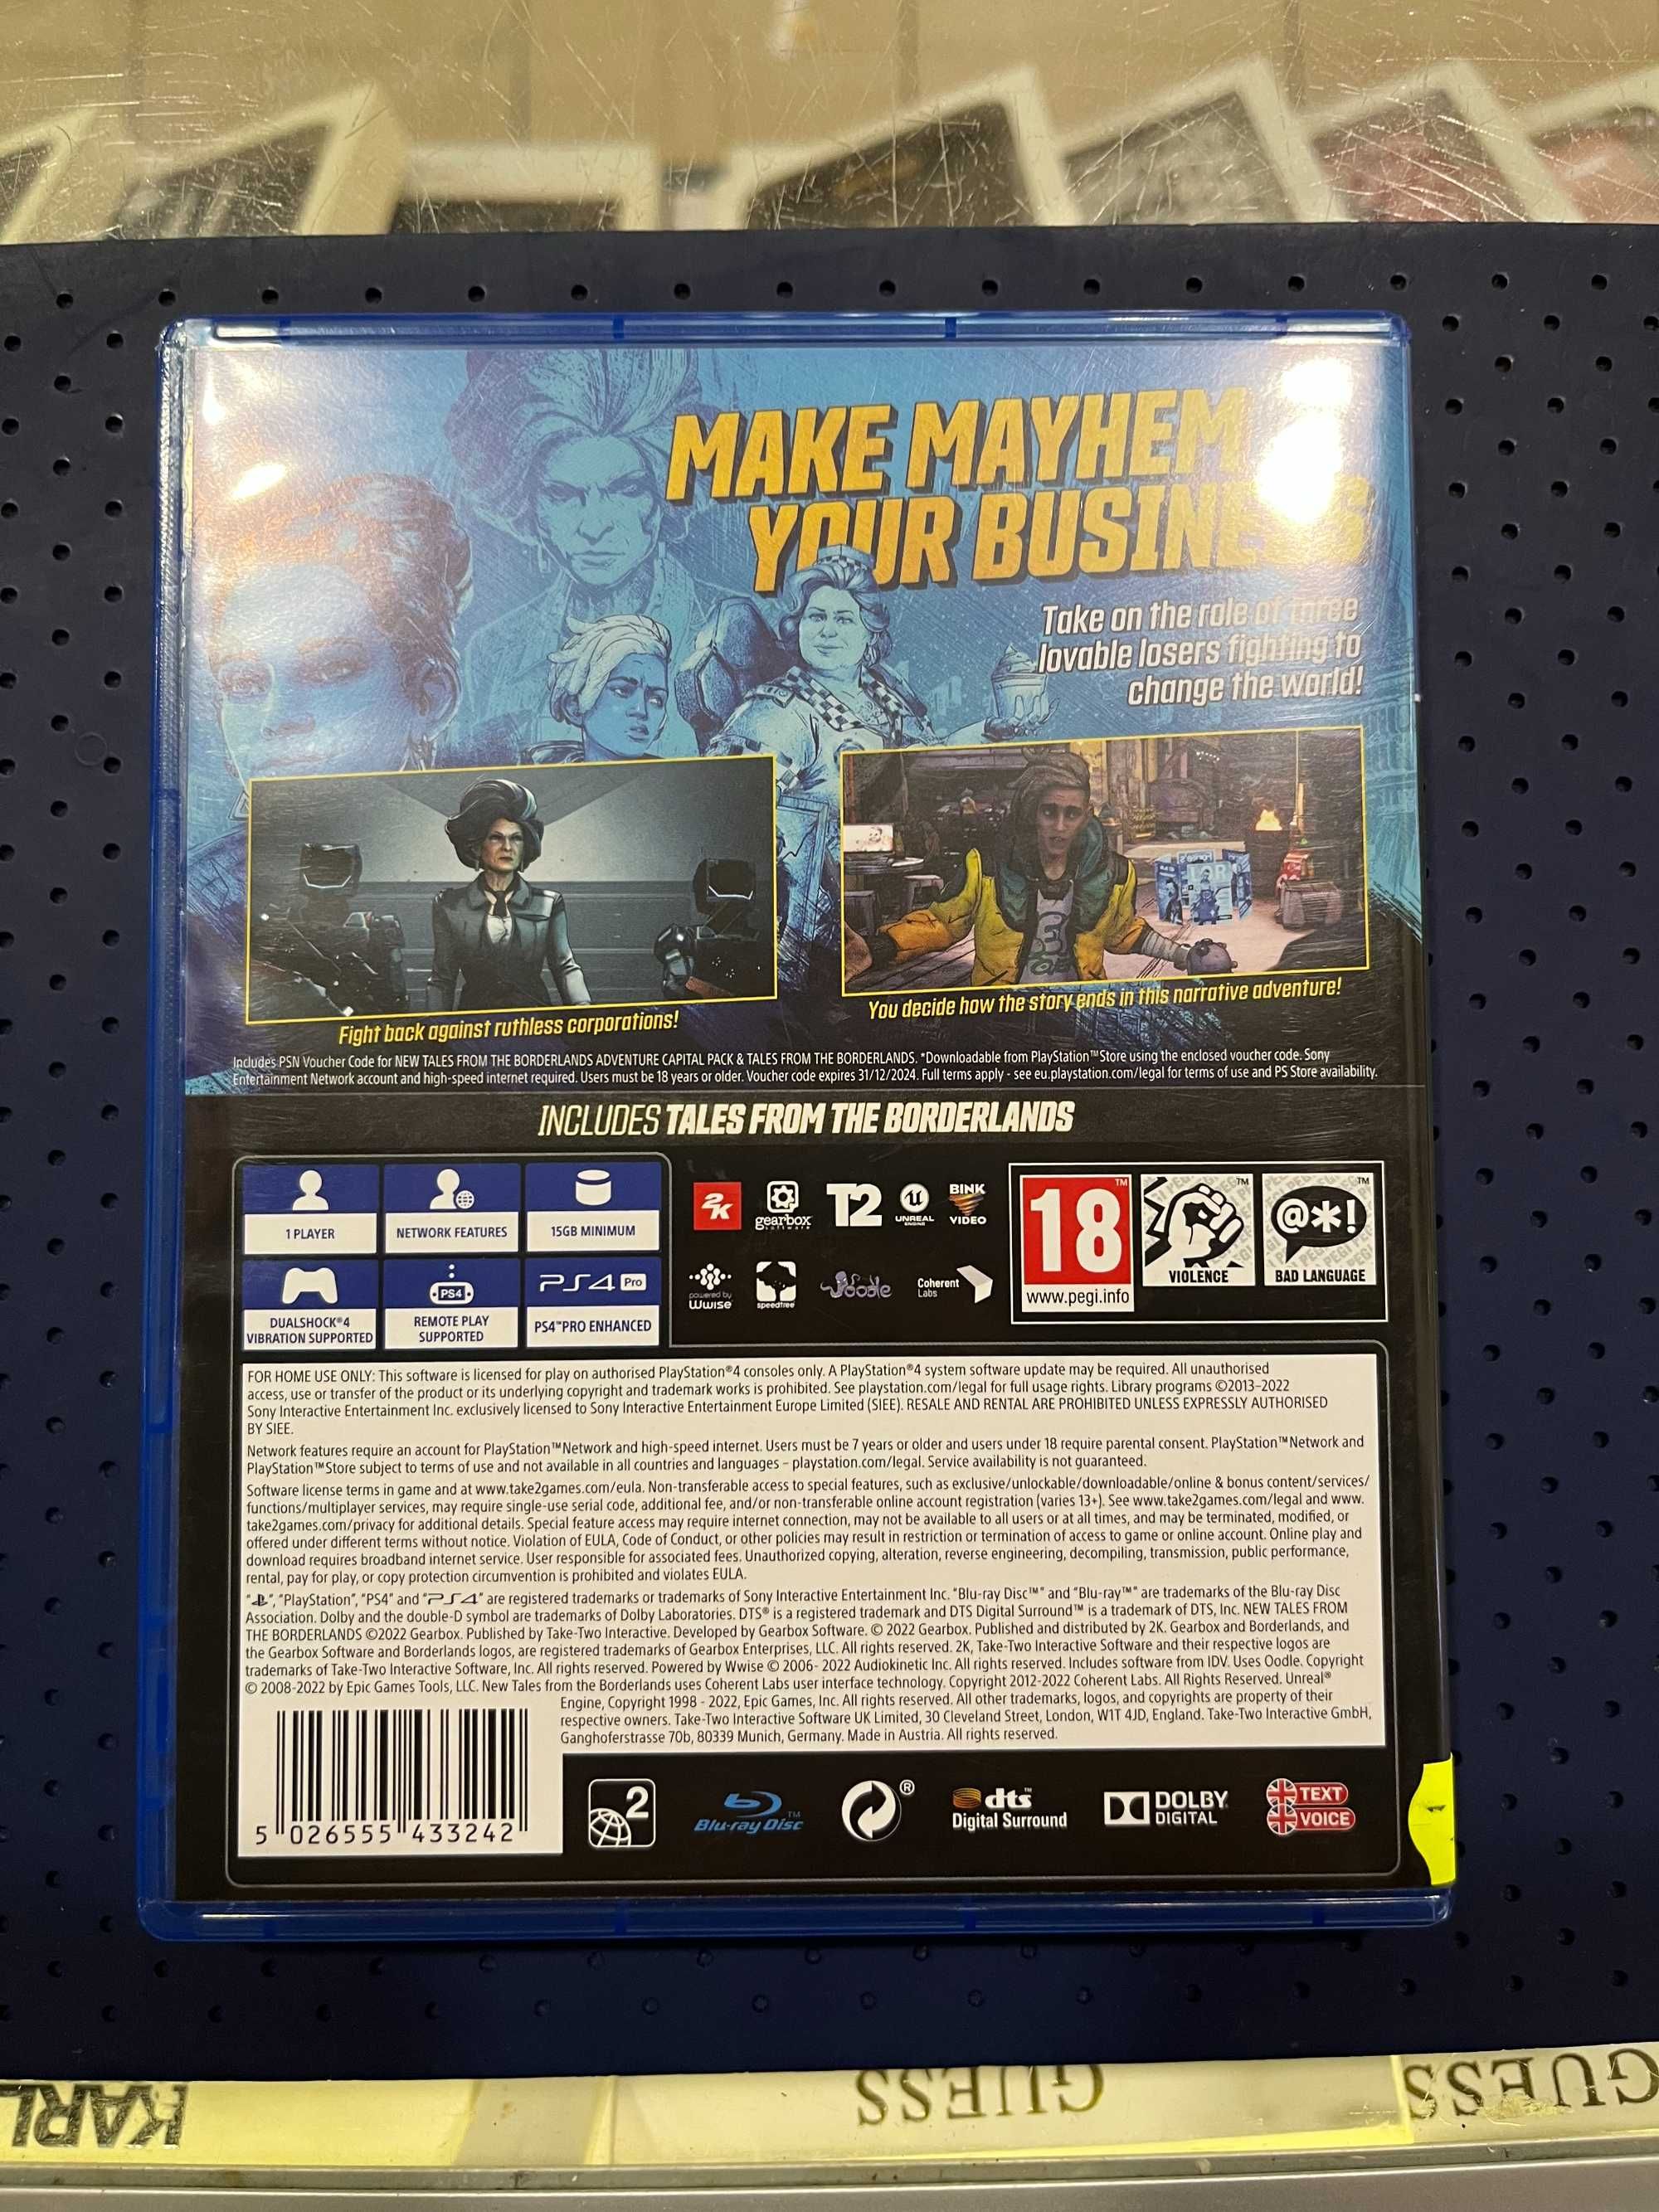 MAKE MAYHEM
YOUR BUSINESS
Take on the role of three
lovable losers fighting to
change the world!
Fight back against ruthless corporations!
You decide how the story ends in this narrative adventure!
Includes PSN Voucher Code for NEW TALES FROM THE BORDERLANDS ADVENTURE CAPITAL PACK & TALES FROM THE BORDERLANDS. *Downloadable from PlayStation™Store using the enclosed voucher code. Sony
Entertainment Network account and high-speed internet required. Users must be 18 years or older. Voucher code expires 31/12/2024. Full terms apply - see eu.playstation.com/legal for terms of use and PS Store availability.
INCLUDES TALES FROM THE BORDERLANDS
1 PLAYER
NETWORK FEATURES
15GB MINIMUM
PS4
PS4 Pro
DUALSHOCK®4
VIBRATION SUPPORTED
REMOTE PLAY
SUPPORTED
PS4™PRO ENHANCED
2K
gearbox
software
T2
UNREAL
ENGINE
BINK
VIDEO
powered by
Wwise
speedtree
oodle
Coherent
Labs
18™
www.pegi.info
VIOLENCE
@*!
BAD LANGUAGE
FOR HOME USE ONLY: This software is licensed for play on authorised PlayStation®4 consoles only. A PlayStation®4 system software update may be required. All unauthorised
access, use or transfer of the product or its underlying copyright and trademark works is prohibited. See playstation.com/legal for full usage rights. Library programs ©2013-2022
Sony Interactive Entertainment Inc. exclusively licensed to Sony Interactive Entertainment Europe Limited (SIEE). RESALE AND RENTAL ARE PROHIBITED UNLESS EXPRESSLY AUTHORISED
BY SIEE.
Network features require an account for PlayStation™Network and high-speed internet. Users must be 7 years or older and users under 18 require parental consent. PlayStation™Network and
PlayStation™Store subject to terms of use and not available in all countries and languages – playstation.com/legal. Service availability is not guaranteed.
Software license terms in game and at www.take2games.com/eula. Non-transferable access to special features, such as exclusive/unlockable/downloadable/online & bonus content/services/
functions/multiplayer services, may require single-use serial code, additional fee, and/or non-transferable online account registration (varies 13+). See www.take2games.com/legal and www.
take2games.com/privacy for additional details. Special feature access may require internet connection, may not be available to all users or at all times, and may be terminated, modified, or
offered under different terms without notice. Violation of EULA, Code of Conduct, or other policies may result in restriction or termination of access to game or online account. Online play and
download requires broadband internet service. User responsible for associated fees. Unauthorized copying, alteration, reverse engineering, decompiling, transmission, public performance,
rental, pay for play, or copy protection circumvention is prohibited and violates EULA.
"PS", "PlayStation", "PS4" and "PS4" are registered trademarks or trademarks of Sony Interactive Entertainment Inc. "Blu-ray Disc™" and "Blu-ray™" are trademarks of the Blu-ray Disc
Association. Dolby and the double-D symbol are trademarks of Dolby Laboratories. DTS® is a registered trademark and DTS Digital Surround™ is a trademark of DTS, Inc. NEW TALES FROM
THE BORDERLANDS ©2022 Gearbox. Published by Take-Two Interactive. Developed by Gearbox Software. © 2022 Gearbox. Published and distributed by 2K. Gearbox and Borderlands, and
the Gearbox Software and Borderlands logos, are registered trademarks of Gearbox Enterprises, LLC. All rights reserved. 2K, Take-Two Interactive Software and their respective logos are
trademarks of Take-Two Interactive Software, Inc. All rights reserved. Powered by Wwise © 2006- 2022 Audiokinetic Inc. All rights reserved. Includes software from IDV. Uses Oodle. Copyright
© 2008-2022 by Epic Games Tools, LLC. New Tales from the Borderlands uses Coherent Labs user interface technology. Copyright 2012-2022 Coherent Labs. All Rights Reserved. Unreal®
Engine, Copyright 1998 - 2022, Epic Games, Inc. All rights reserved. All other trademarks, logos, and copyrights are property of their
respective owners. Take-Two Interactive Software UK Limited, 30 Cleveland Street, London, W1T 4JD, England. Take-Two Interactive GmbH,
Ganghoferstrasse 70b, 80339 Munich, Germany. Made in Austria. All rights reserved.
5 026555 433242
2
Blu-ray Disc™
®
dts™
Digital Surround
DOLBY
DIGITAL
TEXT
VOICE
KARL
GUESS
GUESS